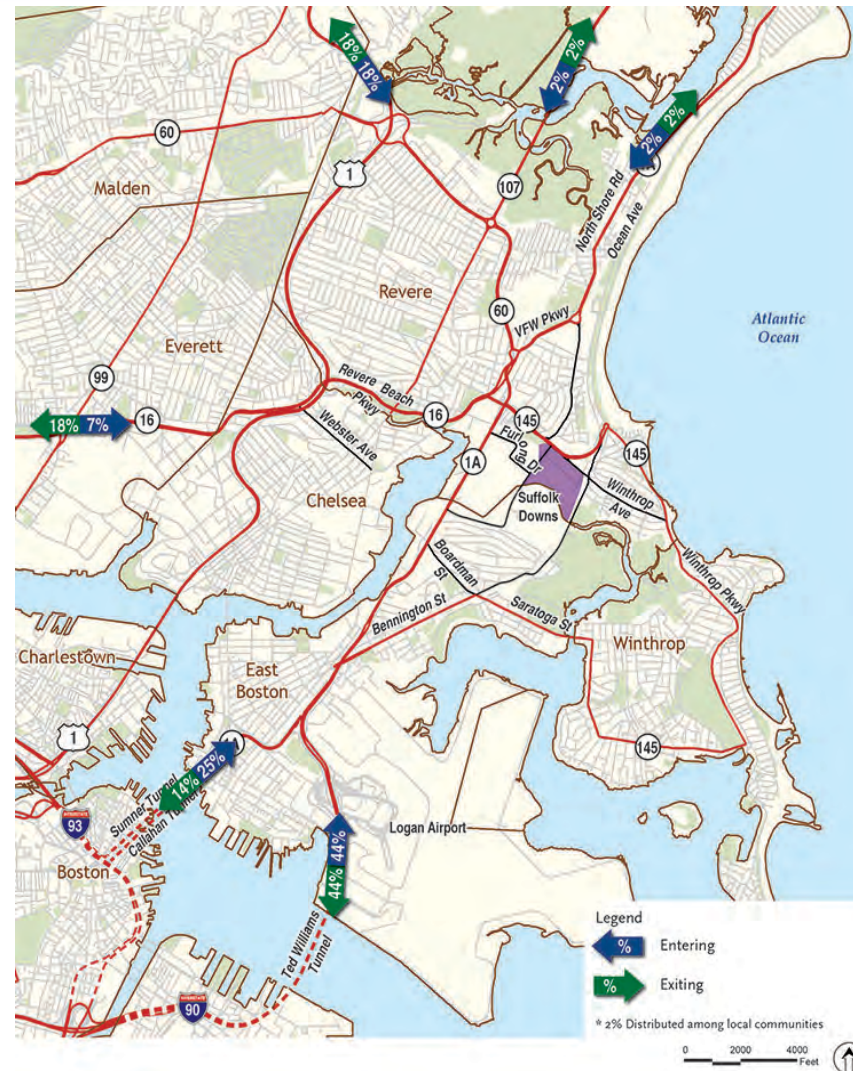 18%
18%
2%
2%
2%
2%
60
1
Malden
107
North Shore Rd
Ocean Ave
Revere
60
VFW Pkwy
Atlantic
Ocean
Everett
99
Revere Beach
Pkwy
16
18%
7%
16
Webster Ave
145
Furlong
Dr
145
1A
Winthrop
Ave
Chelsea
Suffolk
Downs
Boardman
St
Bennington St
Saratoga St
Winthrop Pkwy
Charlestown
East
Boston
Winthrop
1
145
14%
25%
Sumner Tunnel
INTERSTATE
93
Boston
Logan Airport
44%
44%
Ted Williams
Tunnel
INTERSTATE
90
Legend
% Entering
% Exiting
* 2% Distributed among local communities
0 2000 4000
Feet